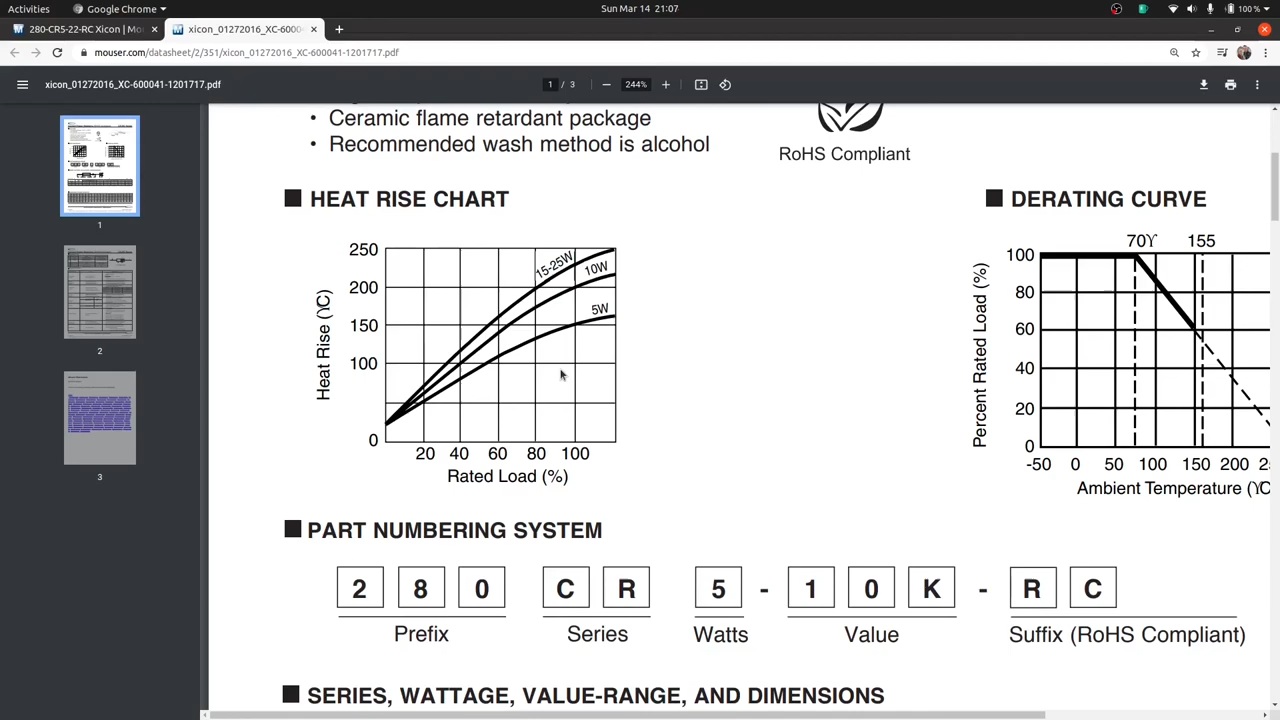 Activities
Google Chrome
Sun Mar 14 21:07
100 %
280-CR5-22-RC Xicon | Mou
xicon_01272016_XC-6000
mouser.com/datasheet/2/351/xicon_01272016_XC-600041-1201717.pdf
xicon_01272016_XC-600041-1201717.pdf
1 / 3
244%
• Ceramic flame retardant package
• Recommended wash method is alcohol
RoHS Compliant
HEAT RISE CHART
DERATING CURVE
250
200
150
100
0
Heat Rise (ϒC)
15-25W
10W
5W
20 40 60 80 100
Rated Load (%)
70ϒ 155
100
80
60
40
20
0
Percent Rated Load (%)
-50 0 50 100 150 200
Ambient Temperature (ϒC
PART NUMBERING SYSTEM
2 8 0 C R 5 - 1 0 K - R C
Prefix Series Watts Value Suffix (RoHS Compliant)
SERIES, WATTAGE, VALUE-RANGE, AND DIMENSIONS
1
2
3